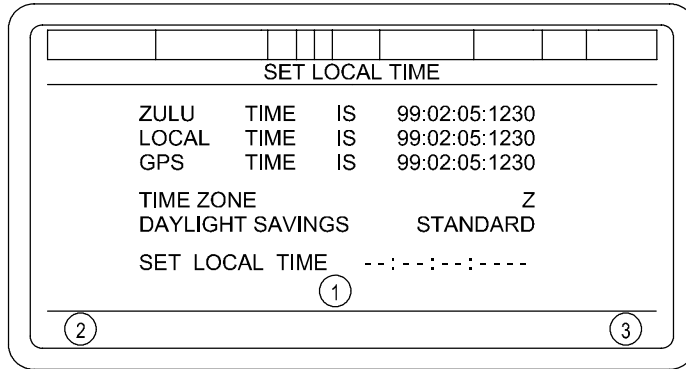 SET LOCAL TIME
ZULU TIME IS 99:02:05:1230
LOCAL TIME IS 99:02:05:1230
GPS TIME IS 99:02:05:1230
TIME ZONE Z
DAYLIGHT SAVINGS STANDARD
SET LOCAL TIME --:--:--:----
1
2 3